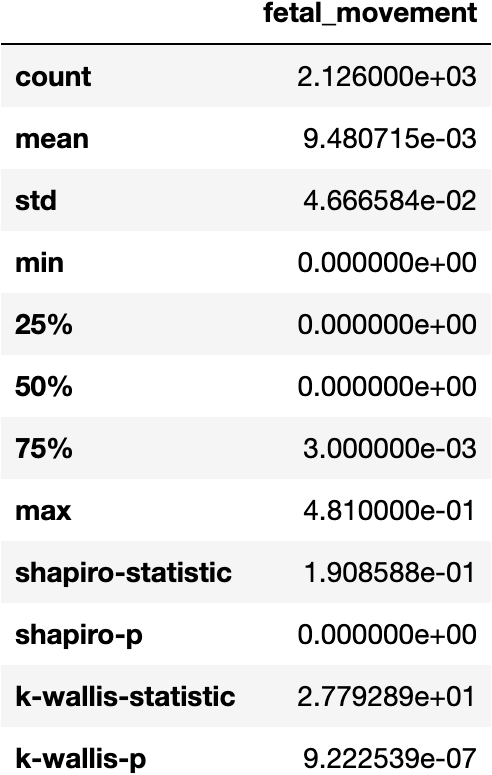 fetal_movement
count 2.126000e+03
mean 9.480715e-03
std 4.666584e-02
min 0.000000e+00
25% 0.000000e+00
50% 0.000000e+00
75% 3.000000e-03
max 4.810000e-01
shapiro-statistic 1.908588e-01
shapiro-p 0.000000e+00
k-wallis-statistic 2.779289e+01
k-wallis-p 9.222539e-07